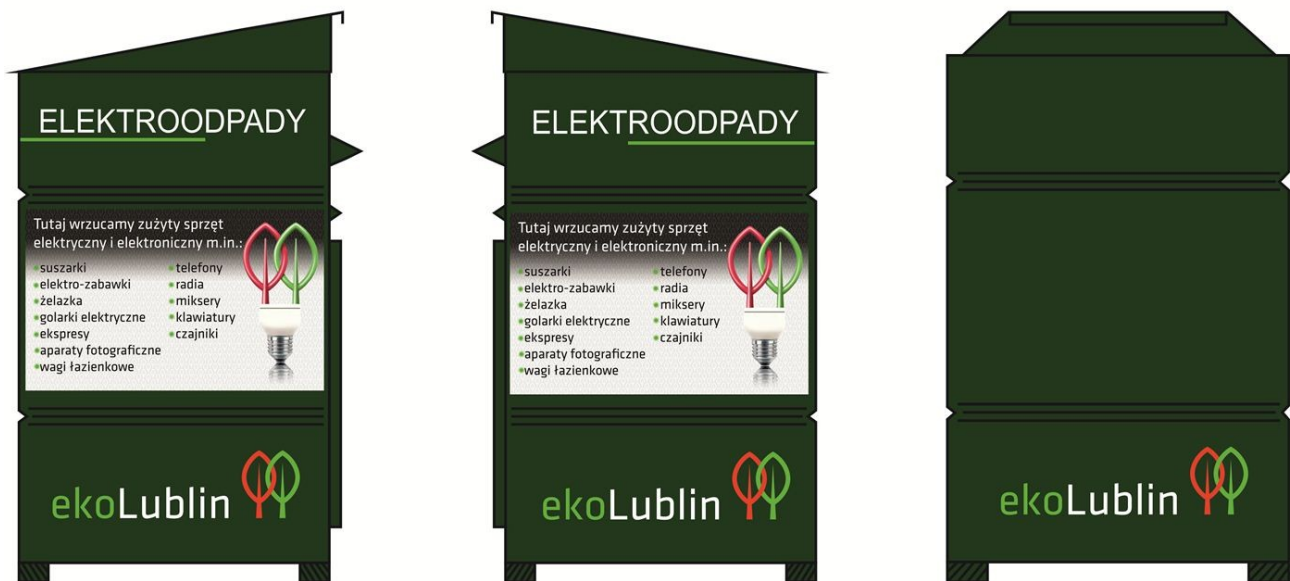 ELEKTROODPADY
Tutaj wrzucamy zużyty sprzęt
elektryczny i elektroniczny m.in.:
suszarki
elektro-zabawki
żelazka
golarki elektryczne
ekspresy
aparaty fotograficzne
wagi łazienkowe
telefony
radia
miksery
klawiatury
czajniki
ekoLublin
ELEKTROODPADY
Tutaj wrzucamy zużyty sprzęt
elektryczny i elektroniczny m.in.:
suszarki
elektro-zabawki
żelazka
golarki elektryczne
ekspresy
aparaty fotograficzne
wagi łazienkowe
telefony
radia
miksery
klawiatury
czajniki
ekoLublin
ekoLublin